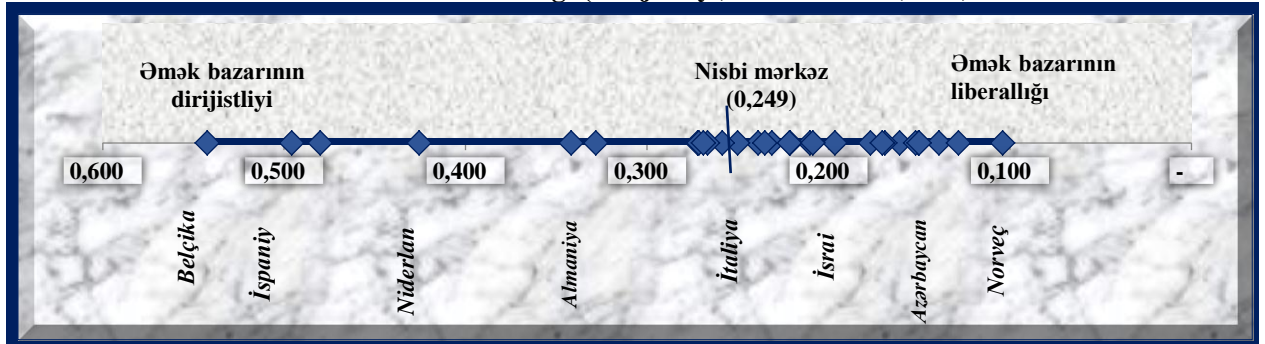 Əmək bazarının
dirijistliyi
Nisbi mərkəz
(0,249)
Əmək bazarının
liberallığı
0,600
0,500
0,400
0,300
0,200
0,100
-
Belçika
İspaniy
Niderlan
Almaniya
İtaliya
İsrai
Azərbaycan
Norveç